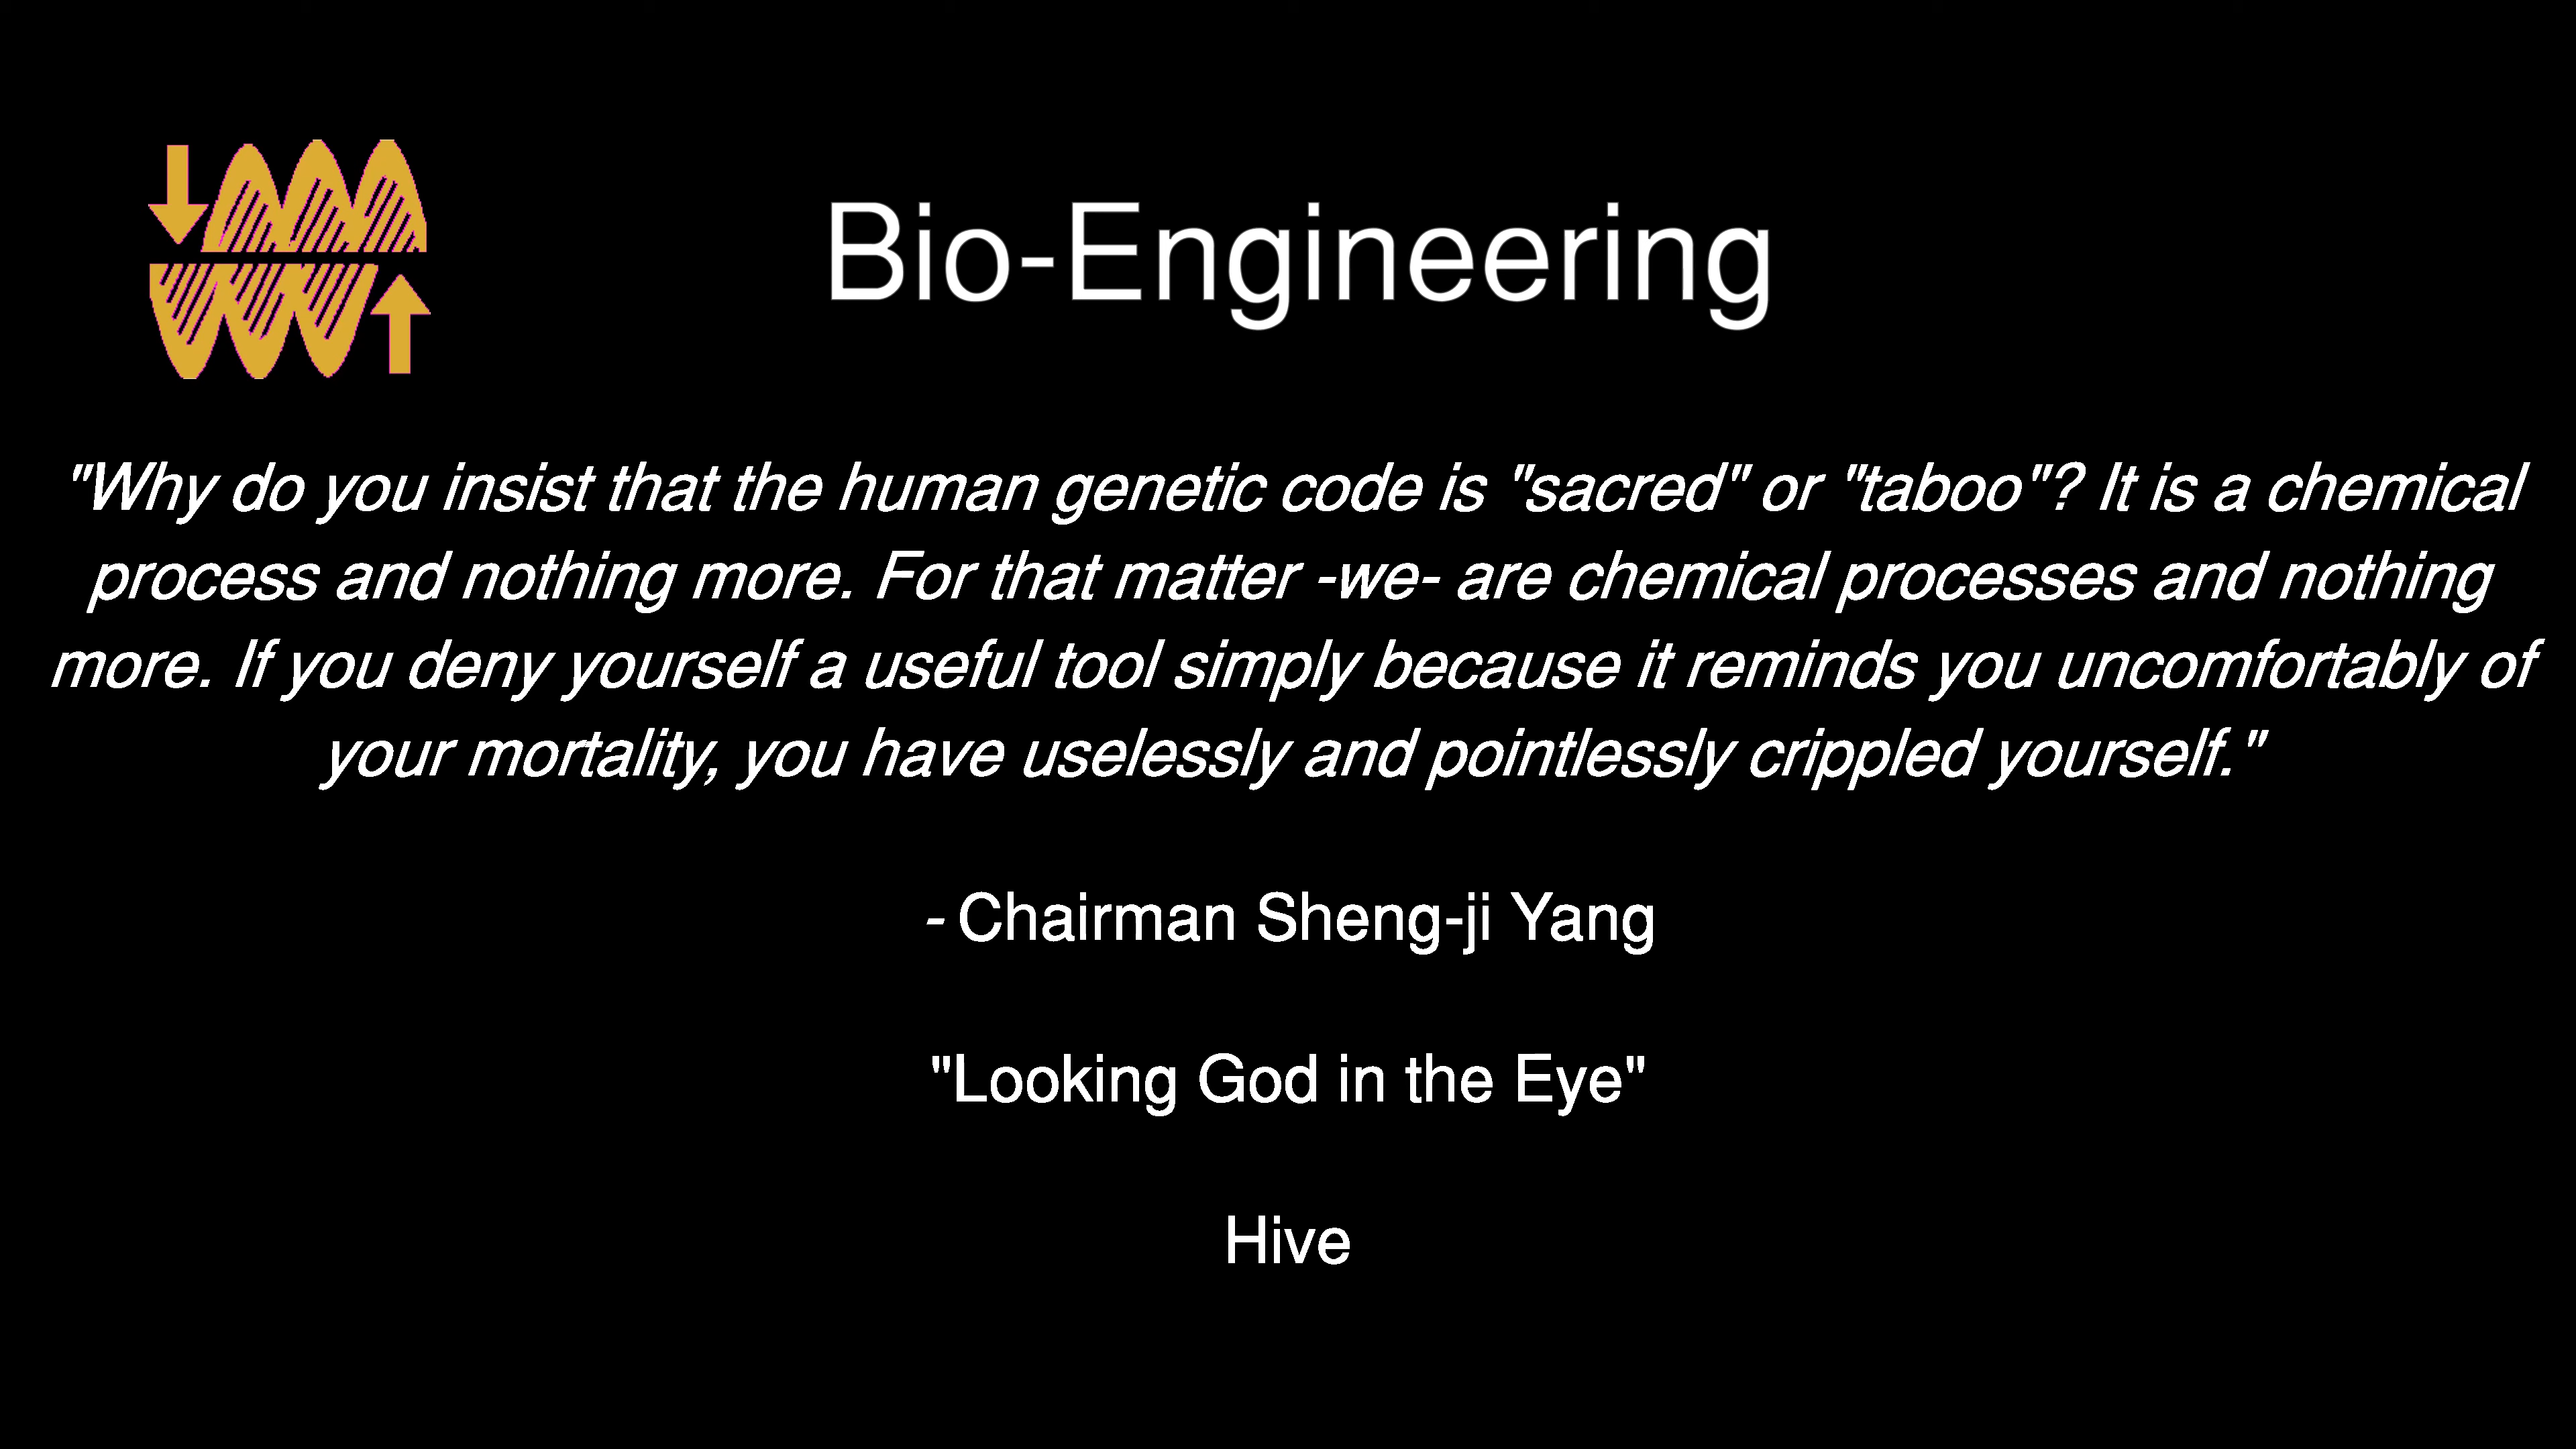 Bio-Engineering
"Why do you insist that the human genetic code is "sacred" or "taboo"? It is a chemical
process and nothing more. For that matter -we- are chemical processes and nothing
more. If you deny yourself a useful tool simply because it reminds you uncomfortably of
your mortality, you have uselessly and pointlessly crippled yourself."
- Chairman Sheng-ji Yang
"Looking God in the Eye"
Hive